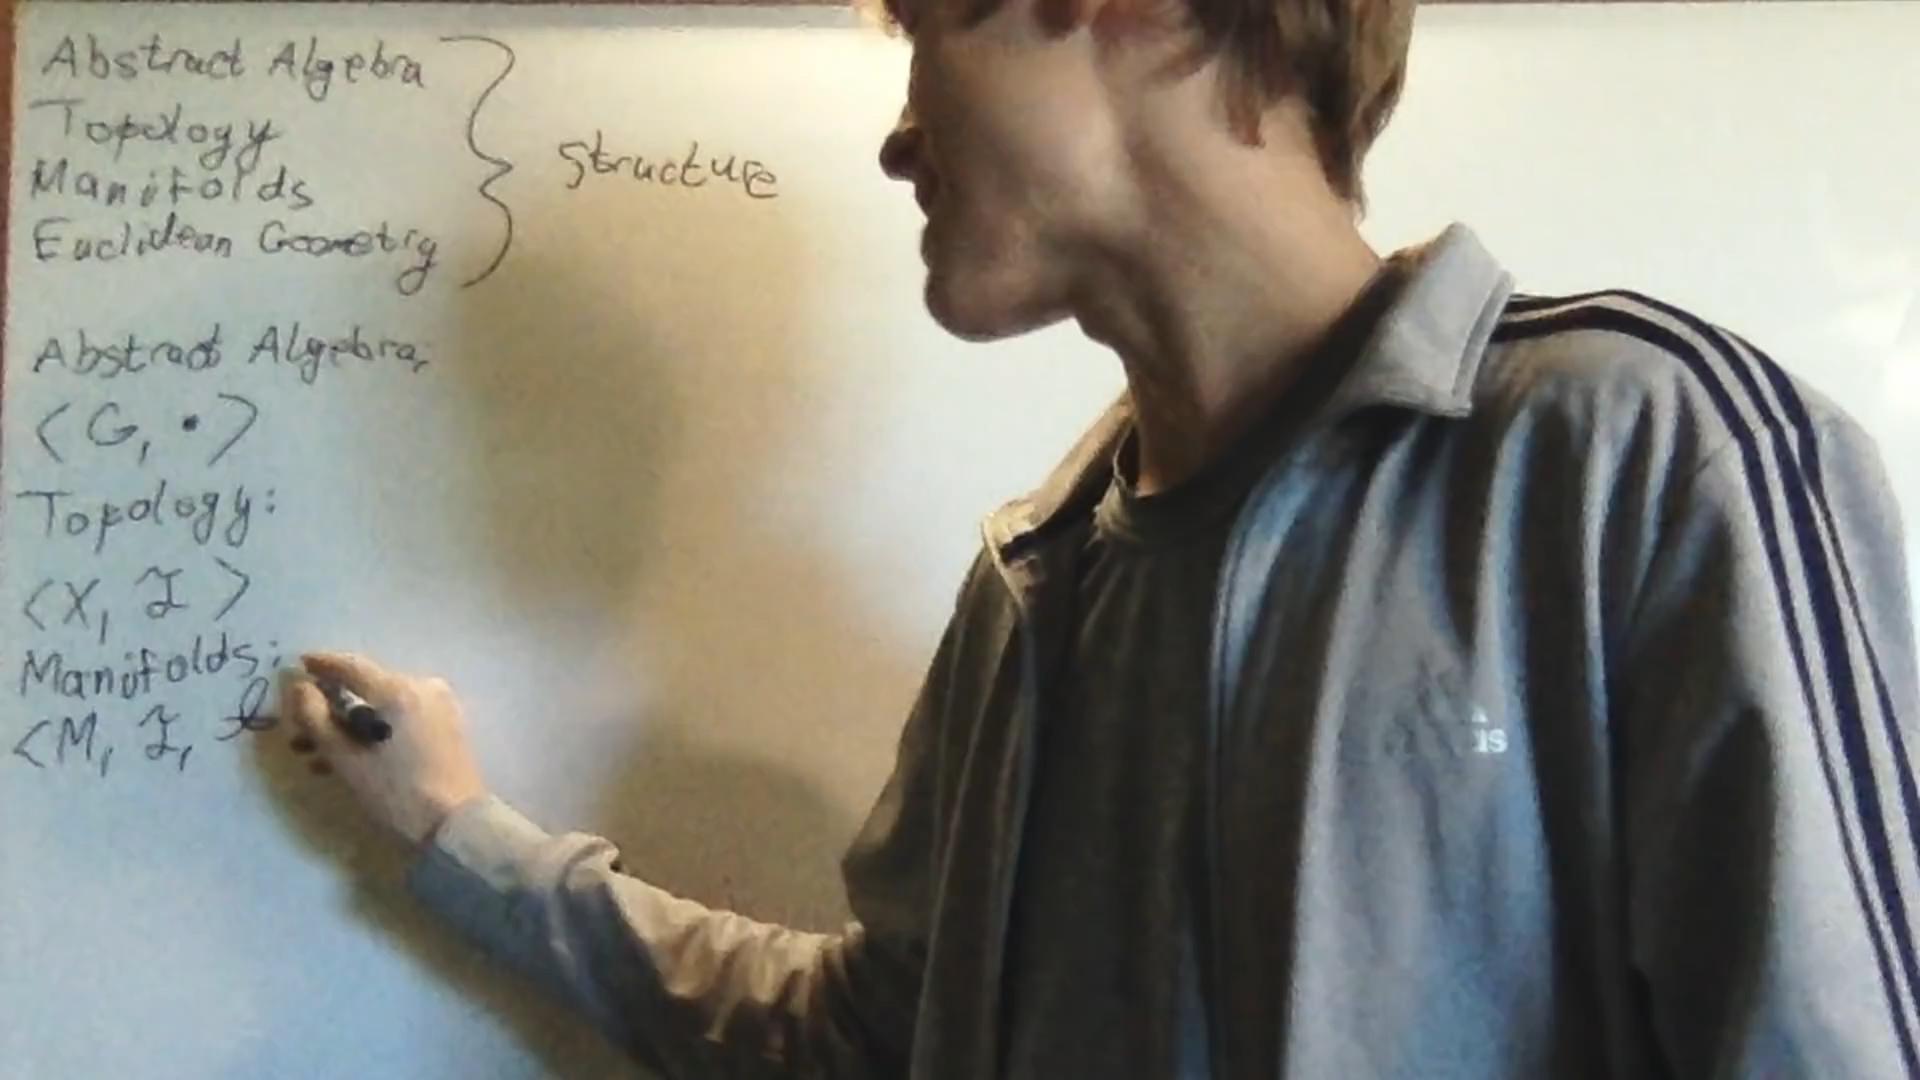 Abstract Algebra
Topology
Manifolds
Euclidean Geometry
structure
Abstract Algebra:
<G, •>
Topology:
<X, J>
Manifolds:
<M, J,